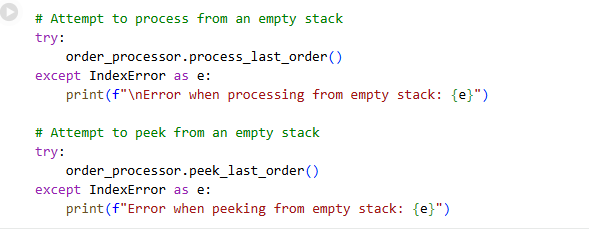 # Attempt to process from an empty stack
try:
    order_processor.process_last_order()
except IndexError as e:
    print(f"\nError when processing from empty stack: {e}")

# Attempt to peek from an empty stack
try:
    order_processor.peek_last_order()
except IndexError as e:
    print(f"Error when peeking from empty stack: {e}")